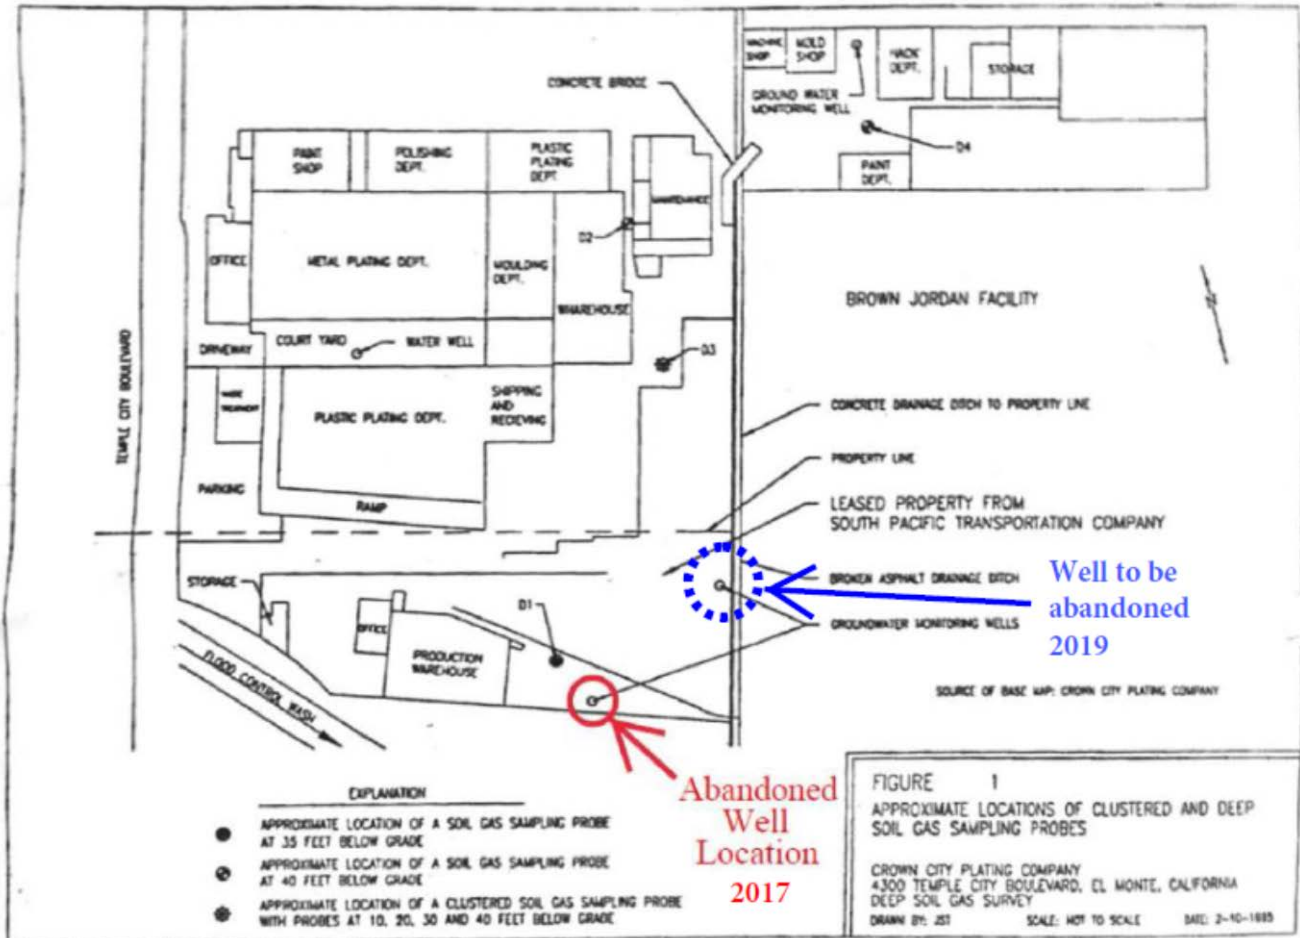 CONCRETE BRIDGE
MACHINE
SHOP
MOLD
SHOP
HACK
DEPT.
STORAGE
GROUND WATER
MONITORING WELL
D4
PAINT
DEPT.
PAINT
SHOP
POLISHING
DEPT.
PLASTIC
PLATING
DEPT.
MAINTENANCE
D2
OFFICE
METAL PLATING DEPT.
MOULDING
DEPT.
WHAREHOUSE
BROWN JORDAN FACILITY
N
DRIVEWAY
COURT YARD
WATER WELL
D3
TEMPLE CITY BOULEVARD
TREATMENT
PLASTIC PLATING DEPT.
SHIPPING
AND
RECIEVING
CONCRETE DRAINAGE DITCH TO PROPERTY LINE
PROPERTY LINE
PARKING
RAMP
LEASED PROPERTY FROM
SOUTH PACIFIC TRANSPORTATION COMPANY
STORAGE
BROKEN ASPHALT DRAINAGE DITCH
Well to be
abandoned
2019
D1
GROUNDWATER MONITORING WELLS
OFFICE
PRODUCTION
WAREHOUSE
FLOOD CONTROL WASH
SOURCE OF BASE MAP: CROWN CITY PLATING COMPANY
Abandoned
Well
Location
2017
EXPLANATION
APPROXIMATE LOCATION OF A SOIL GAS SAMPLING PROBE
AT 35 FEET BELOW GRADE
APPROXIMATE LOCATION OF A SOIL GAS SAMPLING PROBE
AT 40 FEET BELOW GRADE
APPROXIMATE LOCATION OF A CLUSTERED SOIL GAS SAMPLING PROBE
WITH PROBES AT 10, 20, 30 AND 40 FEET BELOW GRADE
FIGURE 1
APPROXIMATE LOCATIONS OF CLUSTERED AND DEEP
SOIL GAS SAMPLING PROBES
CROWN CITY PLATING COMPANY
4300 TEMPLE CITY BOULEVARD, EL MONTE, CALIFORNIA
DEEP SOIL GAS SURVEY
DRAWN BY: JST
SCALE: NOT TO SCALE
DATE: 2-10-1995